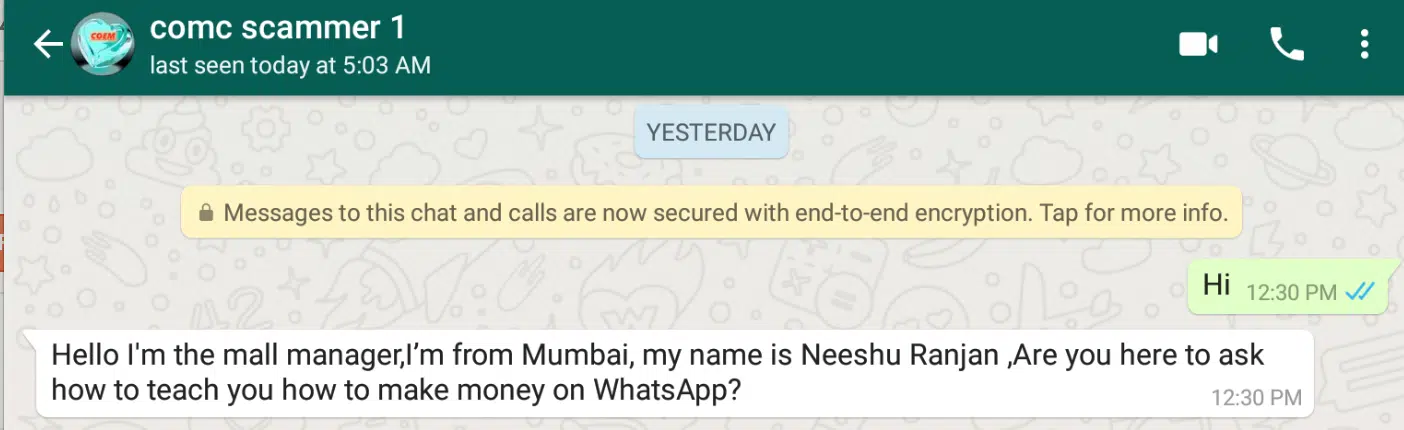 comc scammer 1
last seen today at 5:03 AM
YESTERDAY
Messages to this chat and calls are now secured with end-to-end encryption. Tap for more info.
Hi 12:30 PM
Hello I'm the mall manager,I’m from Mumbai, my name is Neeshu Ranjan ,Are you here to ask
how to teach you how to make money on WhatsApp?
12:30 PM